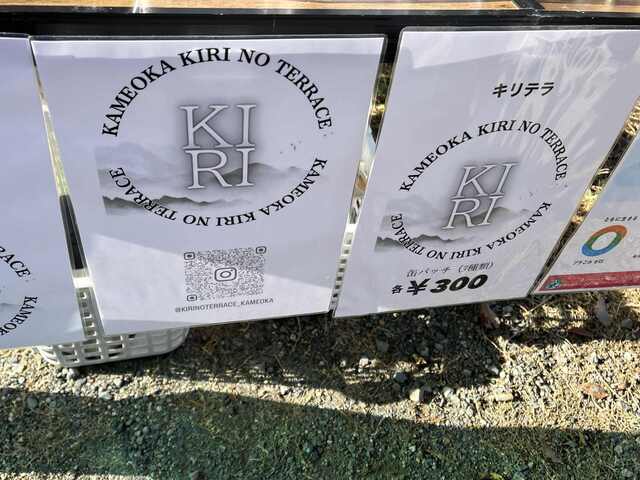 KAMEOKA KIRI NO TERRACE
KI
RI
KAMEOKA KIRI NO TERRACE
@KIRINOTERRACE_KAMEOKA
キリテラ
KAMEOKA KIRI NO TERRACE
KI
RI
KAMEOKA KIRI NO TERRACE
缶バッチ (7種類)
各¥300
KAMEOKA